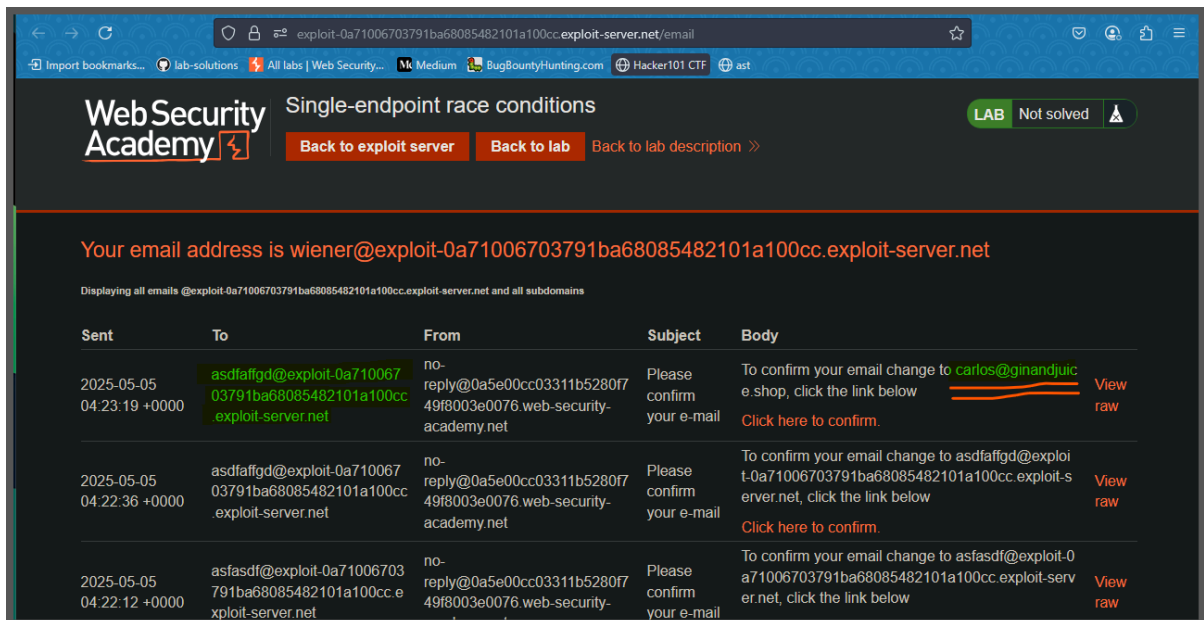 exploit-0a71006703791ba68085482101a100cc.exploit-server.net/email
Import bookmarks... lab-solutions All labs | Web Security... Medium BugBountyHunting.com Hacker101 CTF ast
Web Security
Academy
Single-endpoint race conditions
LAB Not solved
Back to exploit server Back to lab Back to lab description
Your email address is wiener@exploit-0a71006703791ba68085482101a100cc.exploit-server.net
Displaying all emails @exploit-0a71006703791ba68085482101a100cc.exploit-server.net and all subdomains
Sent To From Subject Body
2025-05-05
04:23:19 +0000
asdfaffgd@exploit-0a710067
03791ba68085482101a100cc
.exploit-server.net
no-
reply@0a5e00cc03311b5280f7
49f8003e0076.web-security-
academy.net
Please
confirm
your e-mail
To confirm your email change to carlos@ginandjuic
e.shop, click the link below
Click here to confirm.
View
raw
2025-05-05
04:22:36 +0000
asdfaffgd@exploit-0a710067
03791ba68085482101a100cc
.exploit-server.net
no-
reply@0a5e00cc03311b5280f7
49f8003e0076.web-security-
academy.net
Please
confirm
your e-mail
To confirm your email change to asdfaffgd@exploi
t-0a71006703791ba68085482101a100cc.exploit-s
erver.net, click the link below
Click here to confirm.
View
raw
2025-05-05
04:22:12 +0000
asfasdf@exploit-0a71006703
791ba68085482101a100cc.e
xploit-server.net
no-
reply@0a5e00cc03311b5280f7
49f8003e0076.web-security-
Please
confirm
your e-mail
To confirm your email change to asfasdf@exploit-0
a71006703791ba68085482101a100cc.exploit-serv
er.net, click the link below
View
raw